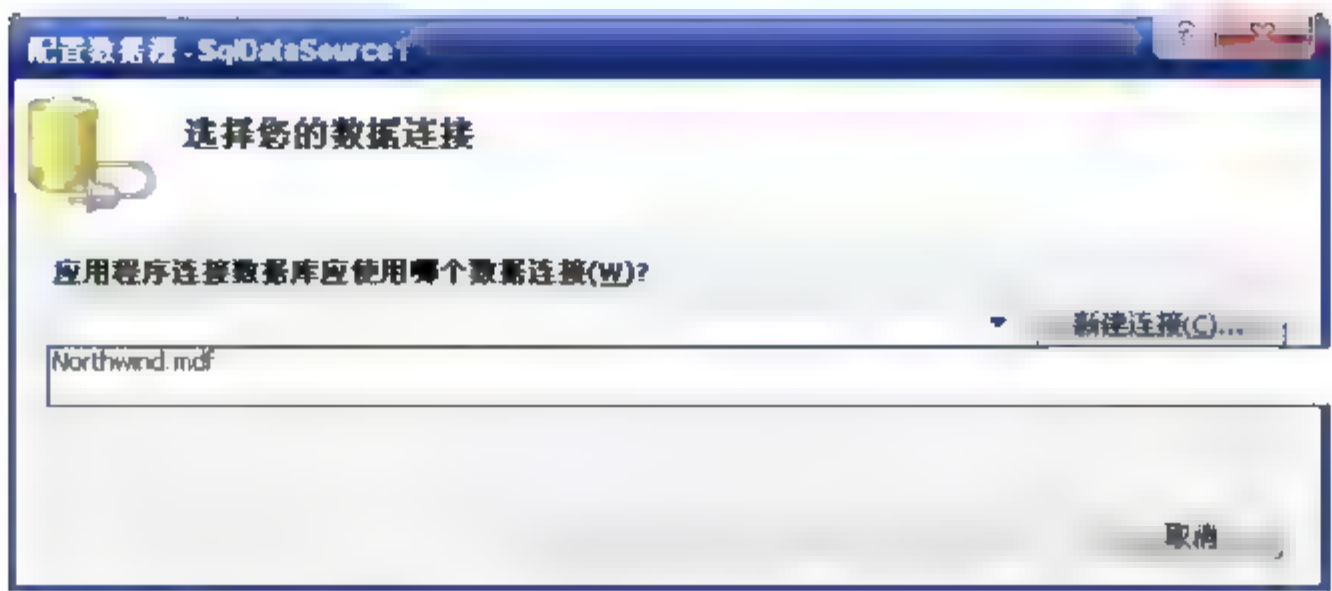 配置数据源 - SqlDataSource1
选择您的数据连接
应用程序连接数据库应使用哪个数据连接(W)?
新建连接(C)...
Northwind.mdf
取消